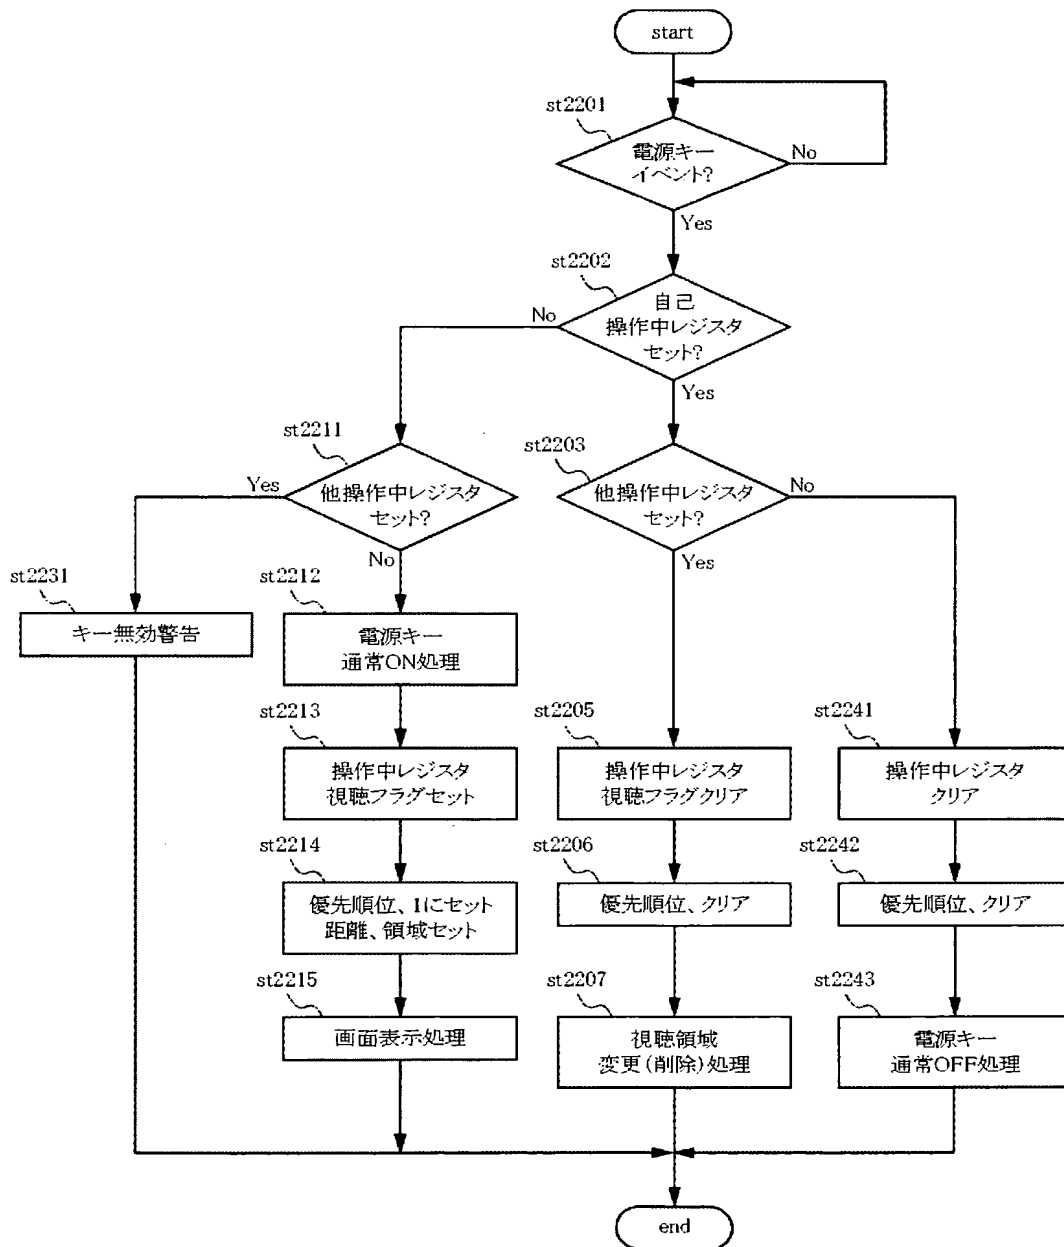 start
st2201
電源キー
イベント?
No
Yes
st2202
自己
操作中レジスタ
セット?
No
Yes
st2211
他操作中レジスタ
セット?
Yes
No
st2203
他操作中レジスタ
セット?
No
Yes
st2231
キー無効警告
st2212
電源キー
通常ON処理
st2213
操作中レジスタ
視聴フラグセット
st2205
操作中レジスタ
視聴フラグクリア
st2241
操作中レジスタ
クリア
st2214
優先順位、1にセット
距離、領域セット
st2206
優先順位、クリア
st2242
優先順位、クリア
st2215
画面表示処理
st2207
視聴領域
変更(削除)処理
st2243
電源キー
通常OFF処理
end